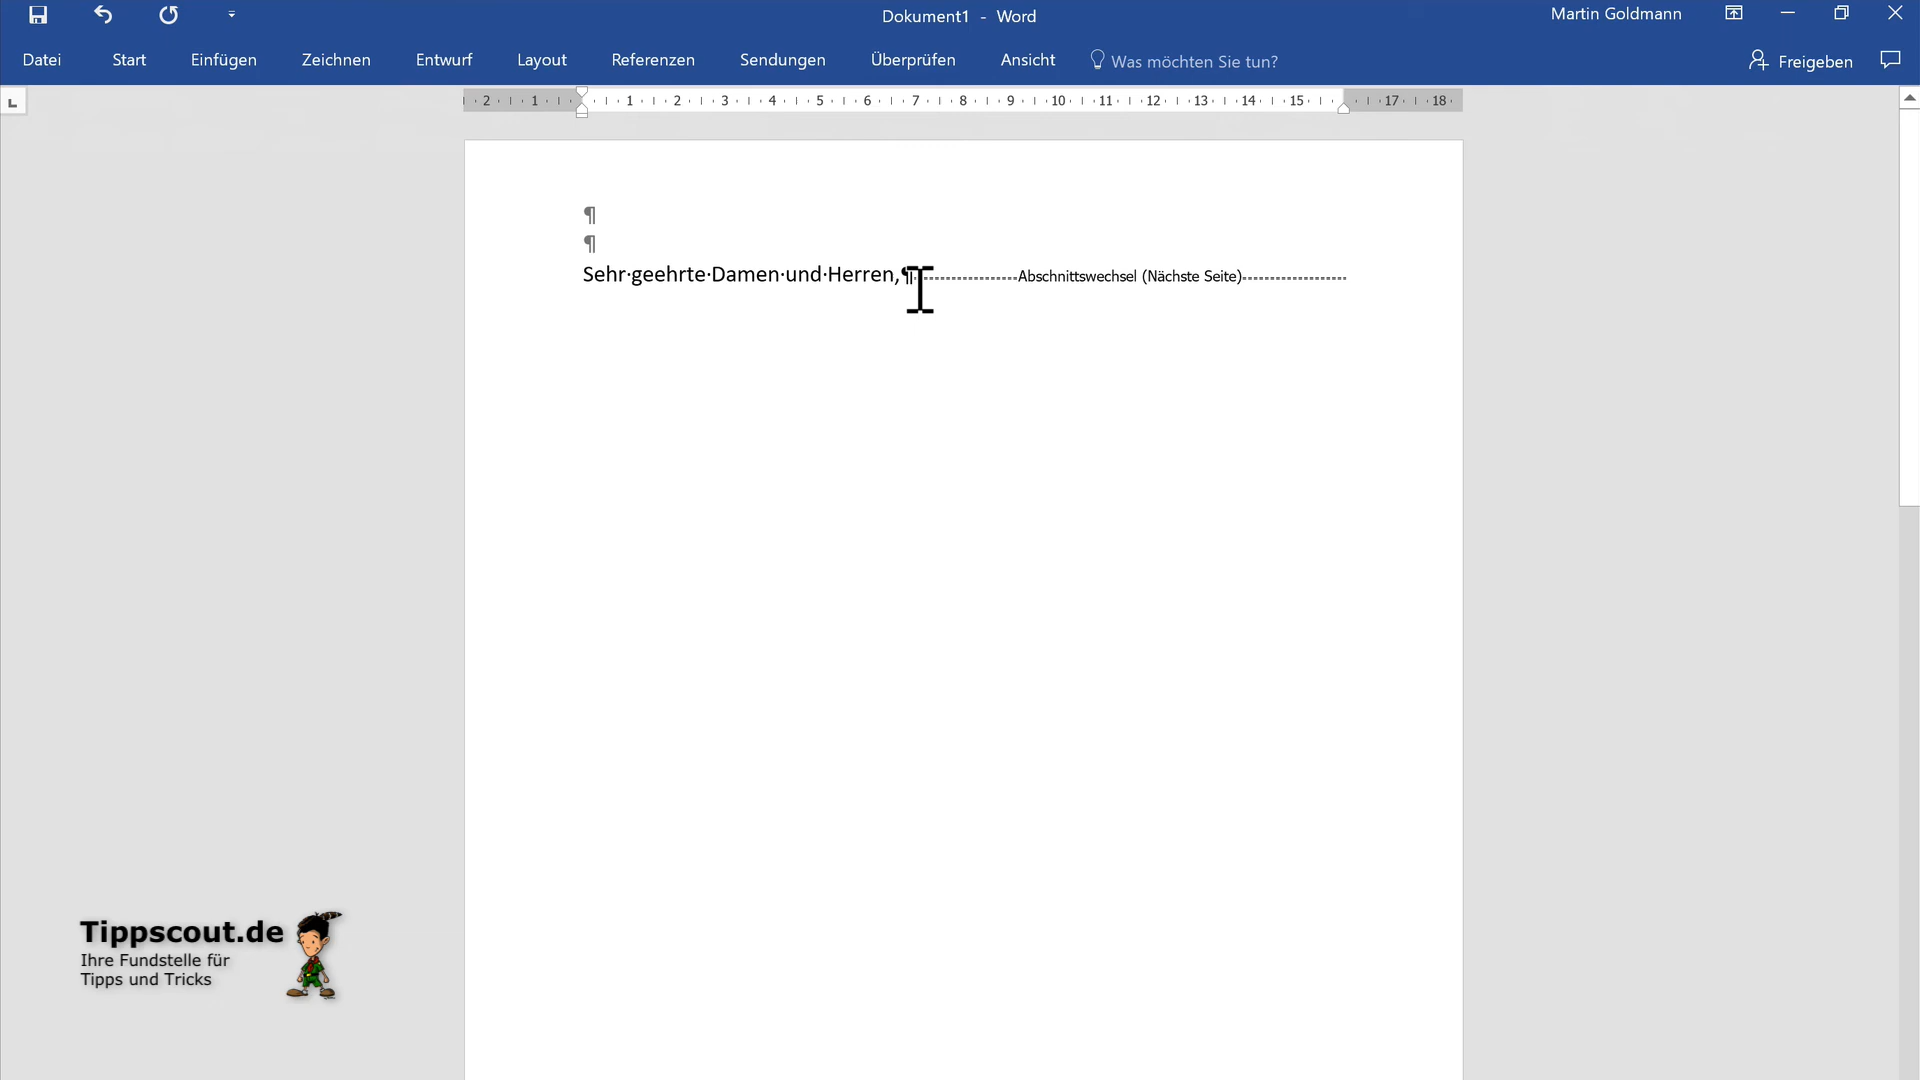 Dokument1 - Word
Martin Goldmann
Datei Start Einfügen Zeichnen Entwurf Layout Referenzen Sendungen Überprüfen Ansicht Was möchten Sie tun? Freigeben
2 1 1 2 3 4 5 6 7 8 9 10 11 12 13 14 15 17 18
¶
¶
Sehr·geehrte·Damen·und·Herren,¶ Abschnittswechsel (Nächste Seite)
Tippscout.de
Ihre Fundstelle für
Tipps und Tricks